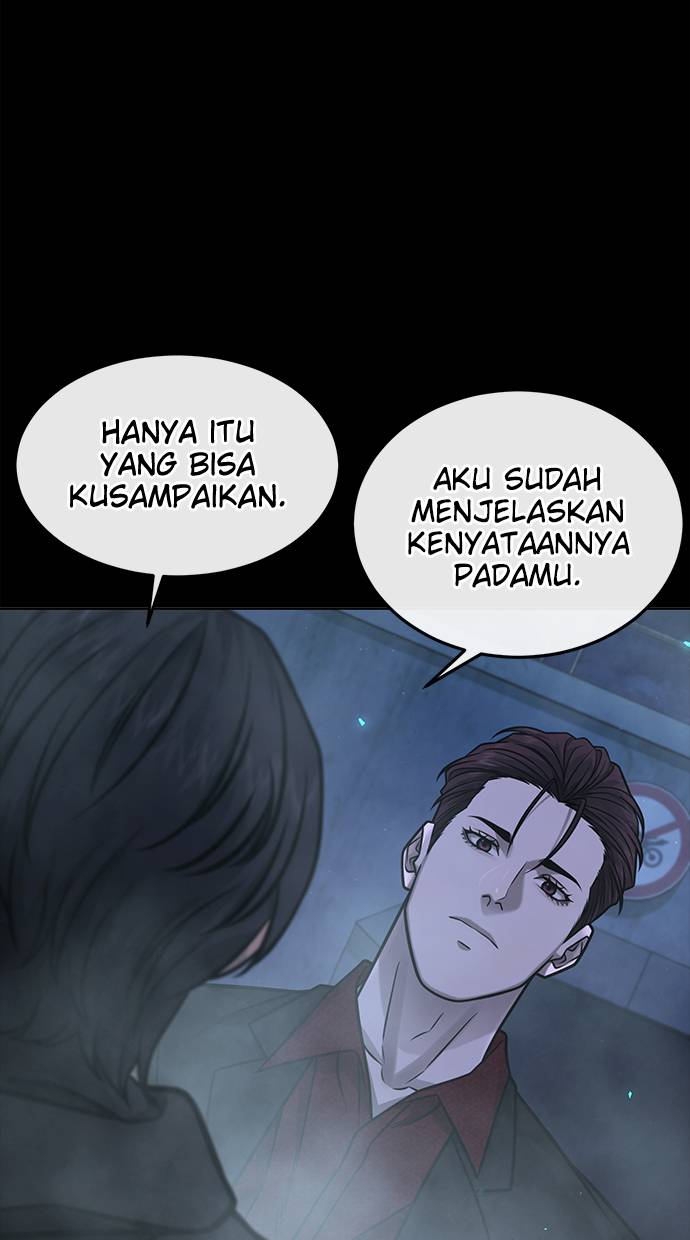 HANYA ITU
YANG BISA
KUSAMPAIKAN.
AKU SUDAH
MENJELASKAN
KENYATAANNYA
PADAMU.